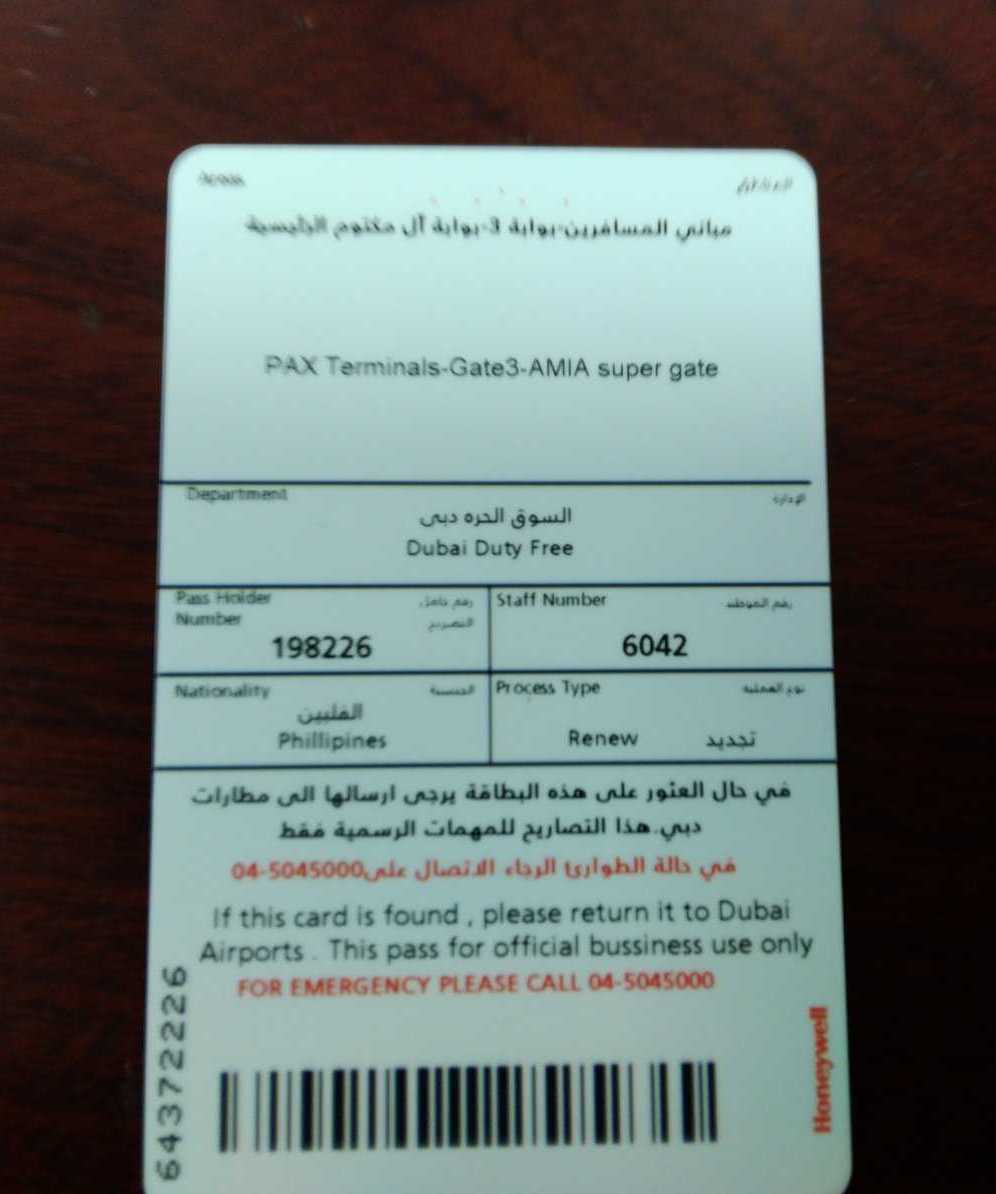 مباني المسافرين-بوابة 3-بوابة آل مكتوم الرئيسية
PAX Terminals-Gate3-AMIA super gate
Department الإدارة
السوق الحره دبى
Dubai Duty Free
Pass Holder Number رقم حامل التصريح
198226
Staff Number رقم الموظف
6042
Nationality الجنسية
الفلبين
Phillipines
Process Type نوع العملية
Renew تجديد
في حال العثور على هذه البطاقة يرجى ارسالها الى مطارات
دبي.هذا التصاريح للمهمات الرسمية فقط
في حالة الطوارئ الرجاء الاتصال على04-5045000
If this card is found , please return it to Dubai
Airports . This pass for official bussiness use only
FOR EMERGENCY PLEASE CALL 04-5045000
64372226
Honeywell